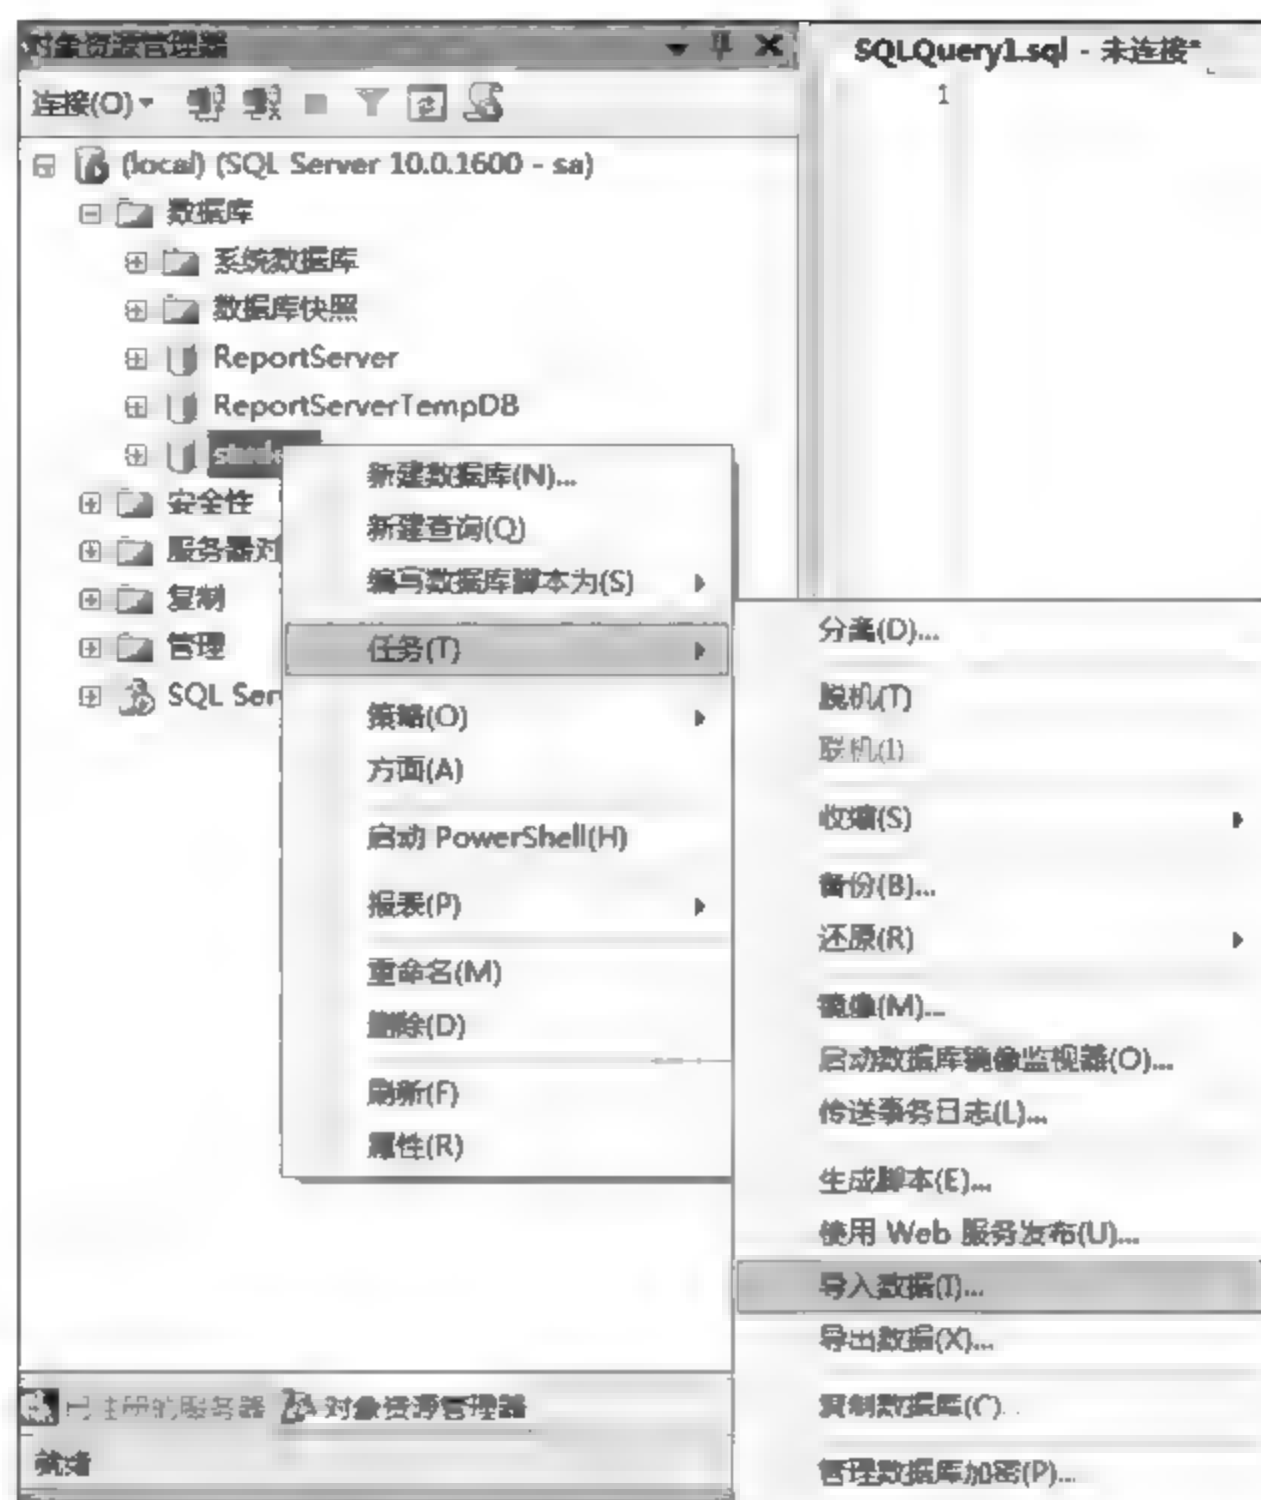 对象资源管理器
SQLQuery1.sql - 未连接*
连接(O)
1
(local) (SQL Server 10.0.1600 - sa)
数据库
系统数据库
数据库快照
ReportServer
ReportServerTempDB
安全性
服务器对
复制
管理
SQL Ser
新建数据库(N)...
新建查询(Q)
编写数据库脚本为(S)
任务(T)
策略(O)
方面(A)
启动 PowerShell(H)
报表(P)
重命名(M)
删除(D)
刷新(F)
属性(R)
分离(D)...
脱机(T)
联机(I)
收缩(S)
备份(B)...
还原(R)
镜像(M)...
启动数据库镜像监视器(O)...
传送事务日志(L)...
生成脚本(E)...
使用 Web 服务发布(U)...
导入数据(I)...
导出数据(X)...
复制数据库(C)...
管理数据库加密(P)...
已注册的服务器
对象资源管理器
就绪